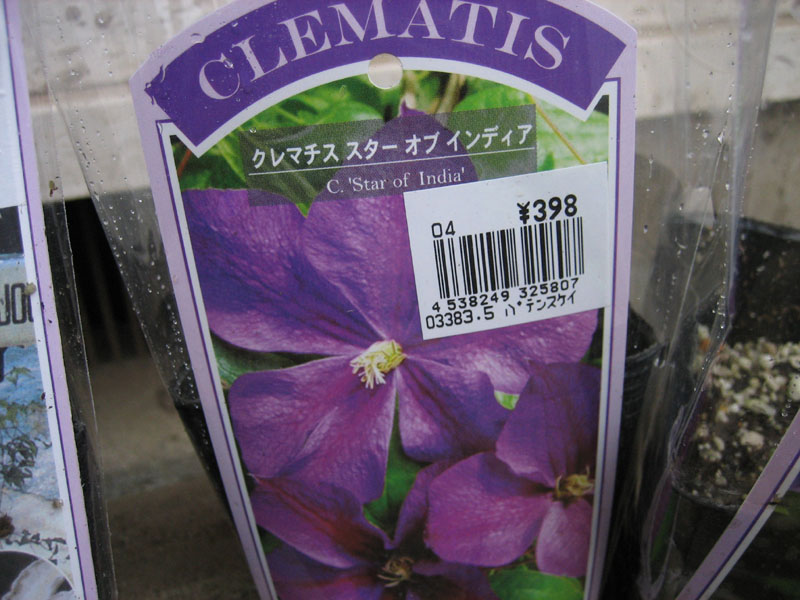 CLEMATIS
クレマチス スター オブ インディア
C. 'Star of India'
¥398
04
4 538249 325807
03383.5 ハﾟテンスケイ